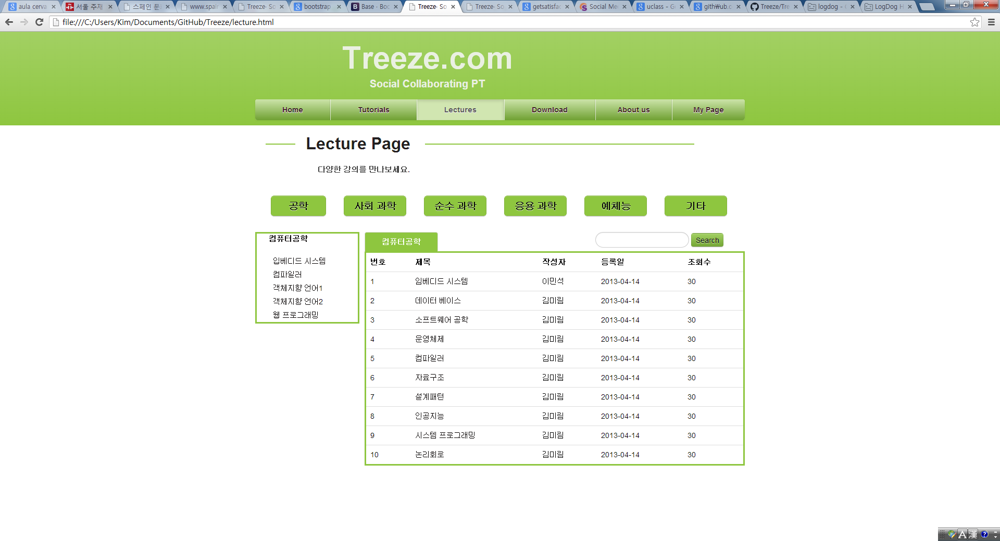 aula cerva
서울 주재
스페인 문
www.spain
Treeze- So
bootstrap
Base - Boo
Treeze- So
Treeze- So
getsatisfac
Social Me
uclass - G
gith₩ub.c
Treeze/Tre
logdog - 
LogDog H
file:///C:/Users/Kim/Documents/GitHub/Treeze/lecture.html
Treeze.com
Social Collaborating PT
Home Tutorials Lectures Download About us My Page
Lecture Page
다양한 강의를 만나보세요.
공학 사회 과학 순수 과학 응용 과학 예체능 기타
컴퓨터공학
입베디드 시스템
컴파일러
객체지향 언어1
객체지향 언어2
웹 프로그래밍
컴퓨터공학 Search
번호 제목 작성자 등록일 조회수
1 임베디드 시스템 이민석 2013-04-14 30
2 데이터 베이스 김미림 2013-04-14 30
3 소프트웨어 공학 김미림 2013-04-14 30
4 운영체제 김미림 2013-04-14 30
5 컴파일러 김미림 2013-04-14 30
6 자료구조 김미림 2013-04-14 30
7 설계패턴 김미림 2013-04-14 30
8 인공지능 김미림 2013-04-14 30
9 시스템 프로그래밍 김미림 2013-04-14 30
10 논리회로 김미림 2013-04-14 30
A 漢